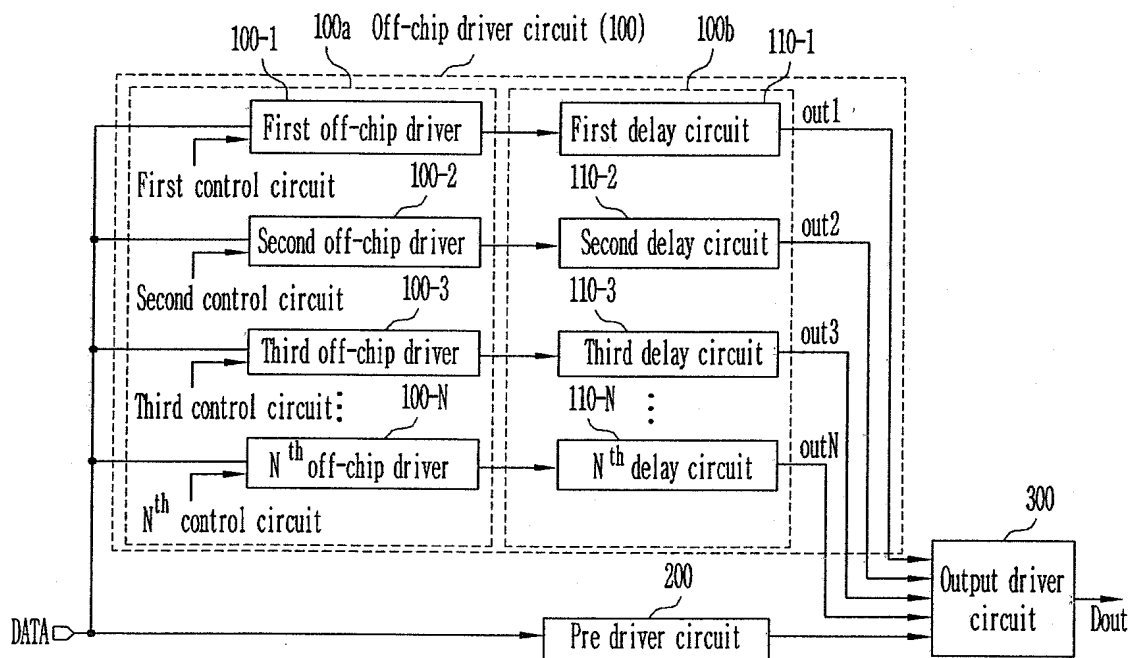 100-1
100a
Off-chip driver circuit (100)
100b
110-1
First off-chip driver
First delay circuit
out1
First control circuit
100-2
110-2
Second off-chip driver
Second delay circuit
out2
Second control circuit
100-3
110-3
Third off-chip driver
Third delay circuit
out3
Third control circuit
100-N
110-N
Nth off-chip driver
Nth delay circuit
outN
Nth control circuit
300
Output driver
circuit
Dout
200
DATA
Pre driver circuit